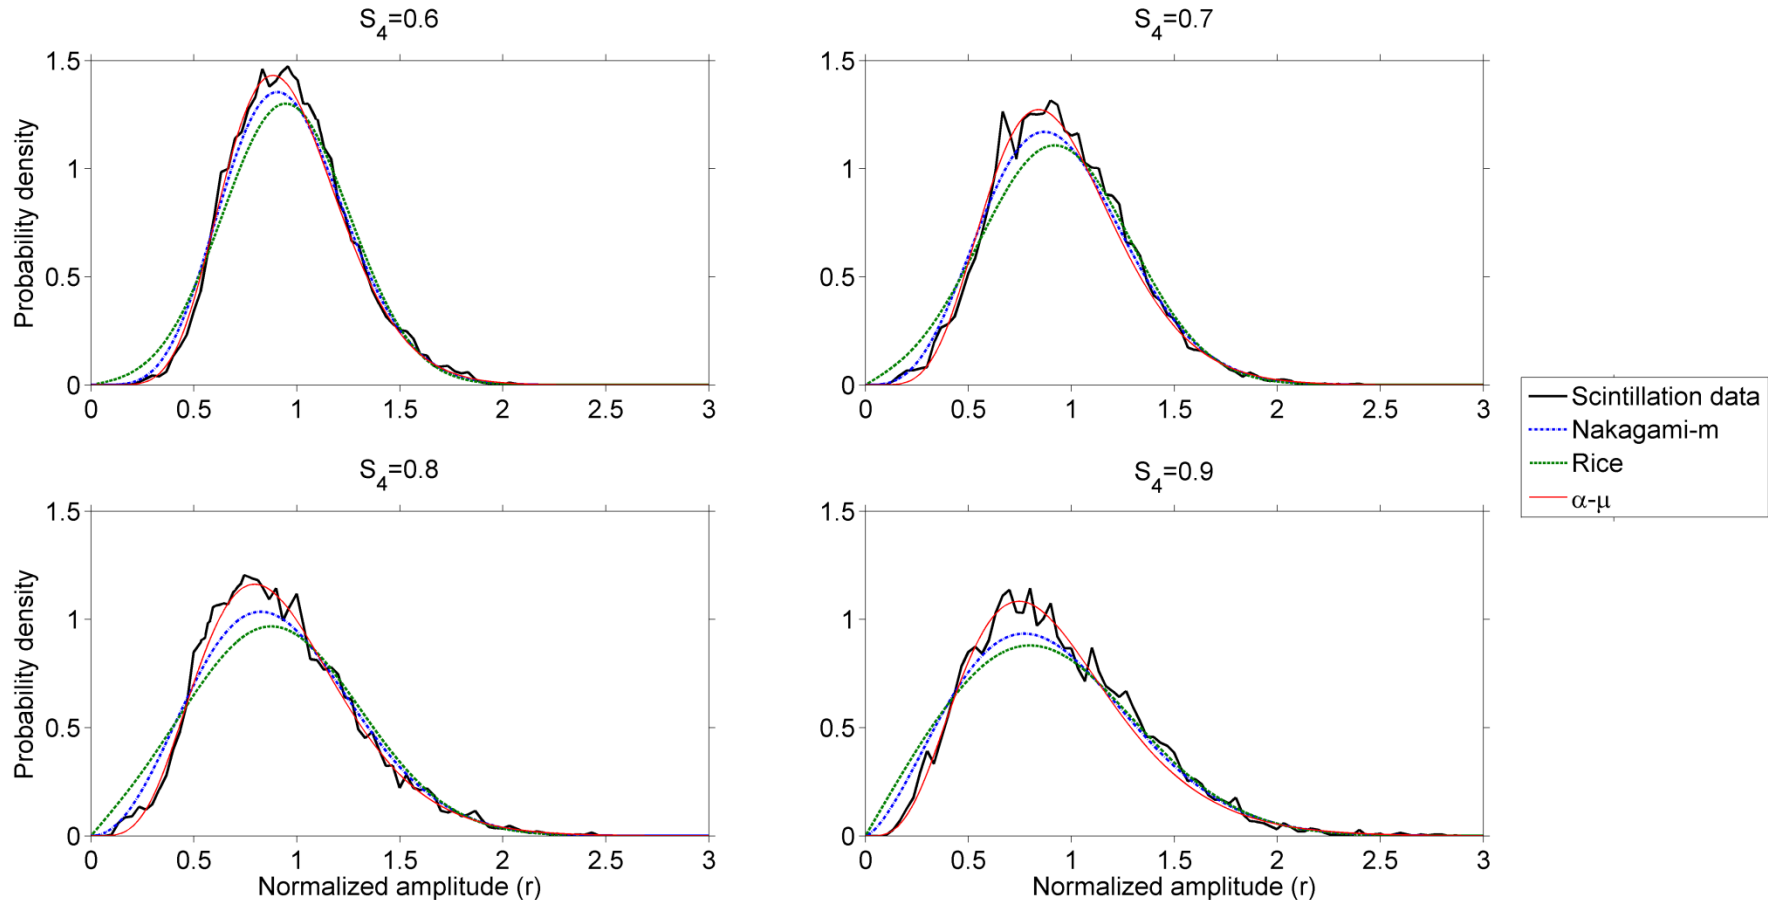 S4=0.6
1.5
1
0.5
0
Probability density
0 0.5 1 1.5 2 2.5 3
S4=0.7
1.5
1
0.5
0
Probability density
0 0.5 1 1.5 2 2.5 3
Scintillation data
Nakagami-m
Rice
α-μ
S4=0.8
1.5
1
0.5
0
Probability density
0 0.5 1 1.5 2 2.5 3
Normalized amplitude (r)
S4=0.9
1.5
1
0.5
0
Probability density
0 0.5 1 1.5 2 2.5 3
Normalized amplitude (r)